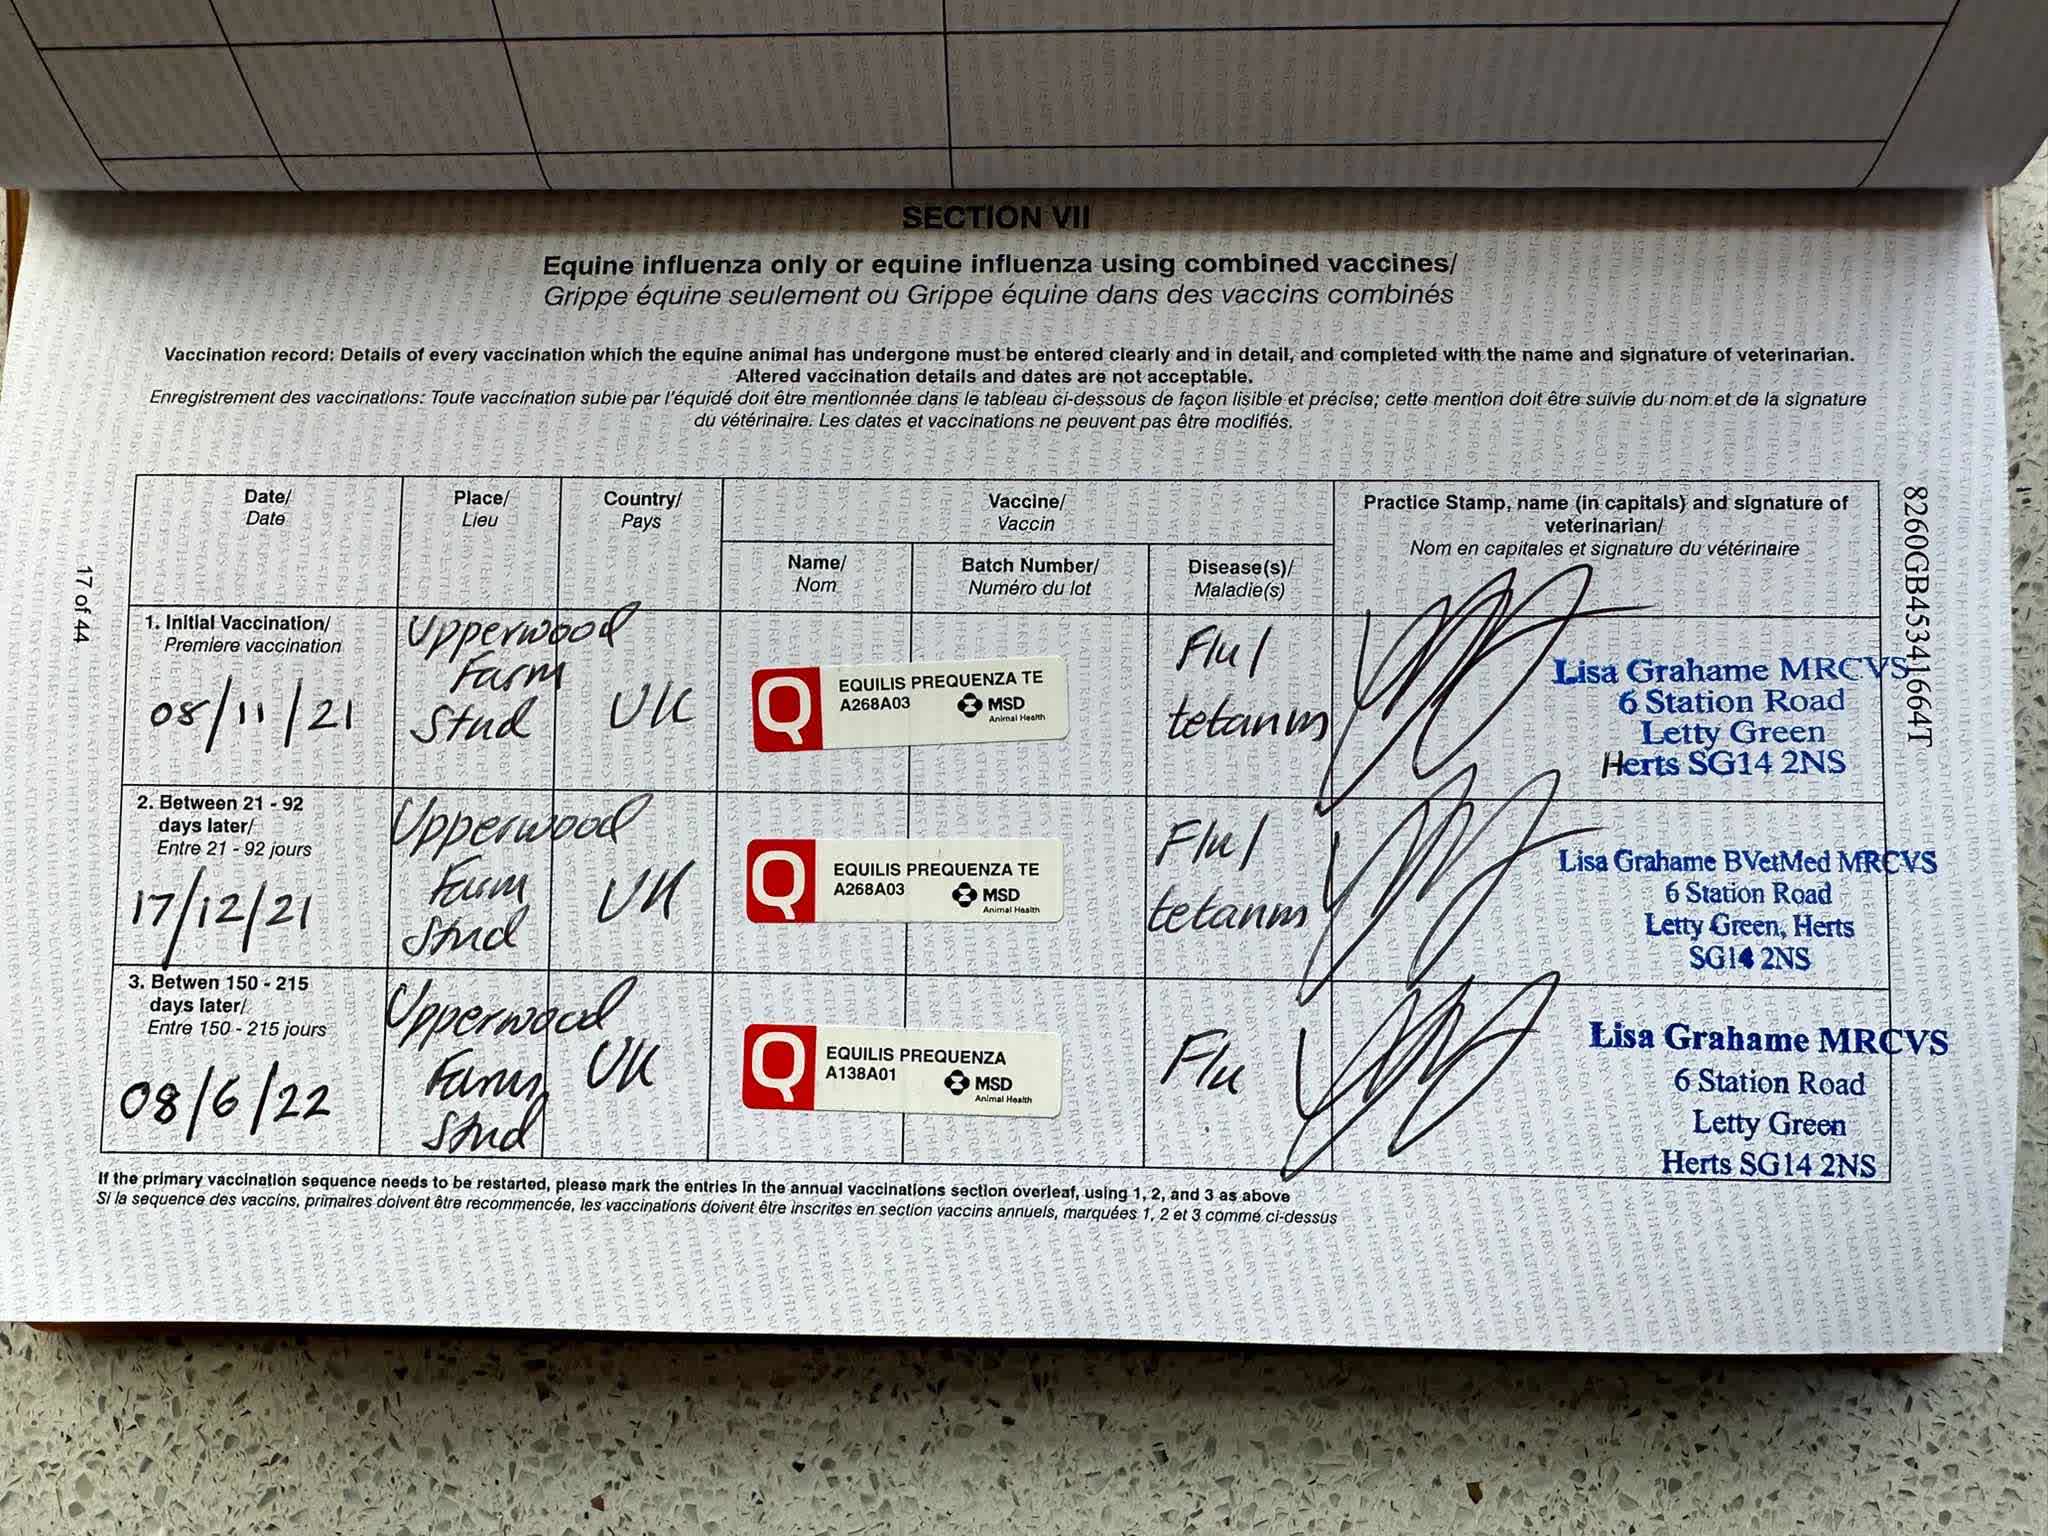 SECTION VII
Equine influenza only or equine influenza using combined vaccines/
Grippe équine seulement ou Grippe équine dans des vaccins combinés
Vaccination record: Details of every vaccination which the equine animal has undergone must be entered clearly and in detail, and completed with the name and signature of veterinarian.
Altered vaccination details and dates are not acceptable.
Enregistrement des vaccinations: Toute vaccination subie par l'équidé doit être mentionnée dans le tableau ci-dessous de façon lisible et précise; cette mention doit être suivie du nom et de la signature
du vétérinaire. Les dates et vaccinations ne peuvent pas être modifiés.
Date/
Date
Place/
Lieu
Country/
Pays
Vaccine/
Vaccin
Practice Stamp, name (in capitals) and signature of
veterinarian/
Nom en capitales et signature du vétérinaire
Name/
Nom
Batch Number/
Numéro du lot
Disease(s)/
Maladie(s)
1. Initial Vaccination/
Premiere vaccination
08/11/21
Upperwood
Farm
Stud
UK
EQUILIS PREQUENZA TE
A268A03
MSD
Animal Health
Flu/
tetanus
Lisa Grahame MRCVS
6 Station Road
Letty Green
Herts SG14 2NS
2. Between 21 - 92
days later/
Entre 21 - 92 jours
17/12/21
Upperwood
Farm
Stud
UK
EQUILIS PREQUENZA TE
A268A03
MSD
Animal Health
Flu/
tetanus
Lisa Grahame BVetMed MRCVS
6 Station Road
Letty Green, Herts
SG14 2NS
3. Betwen 150 - 215
days later/
Entre 150 - 215 jours
08/6/22
Upperwood
Farm
Stud
UK
EQUILIS PREQUENZA
A138A01
MSD
Animal Health
Flu
Lisa Grahame MRCVS
6 Station Road
Letty Green
Herts SG14 2NS
If the primary vaccination sequence needs to be restarted, please mark the entries in the annual vaccinations section overleaf, using 1, 2, and 3 as above
Si la sequence des vaccins, primaires doivent être recommencée, les vaccinations doivent être inscrites en section vaccins annuels, marquées 1, 2 et 3 comme ci-dessus
17 of 44
8260GB45341664T